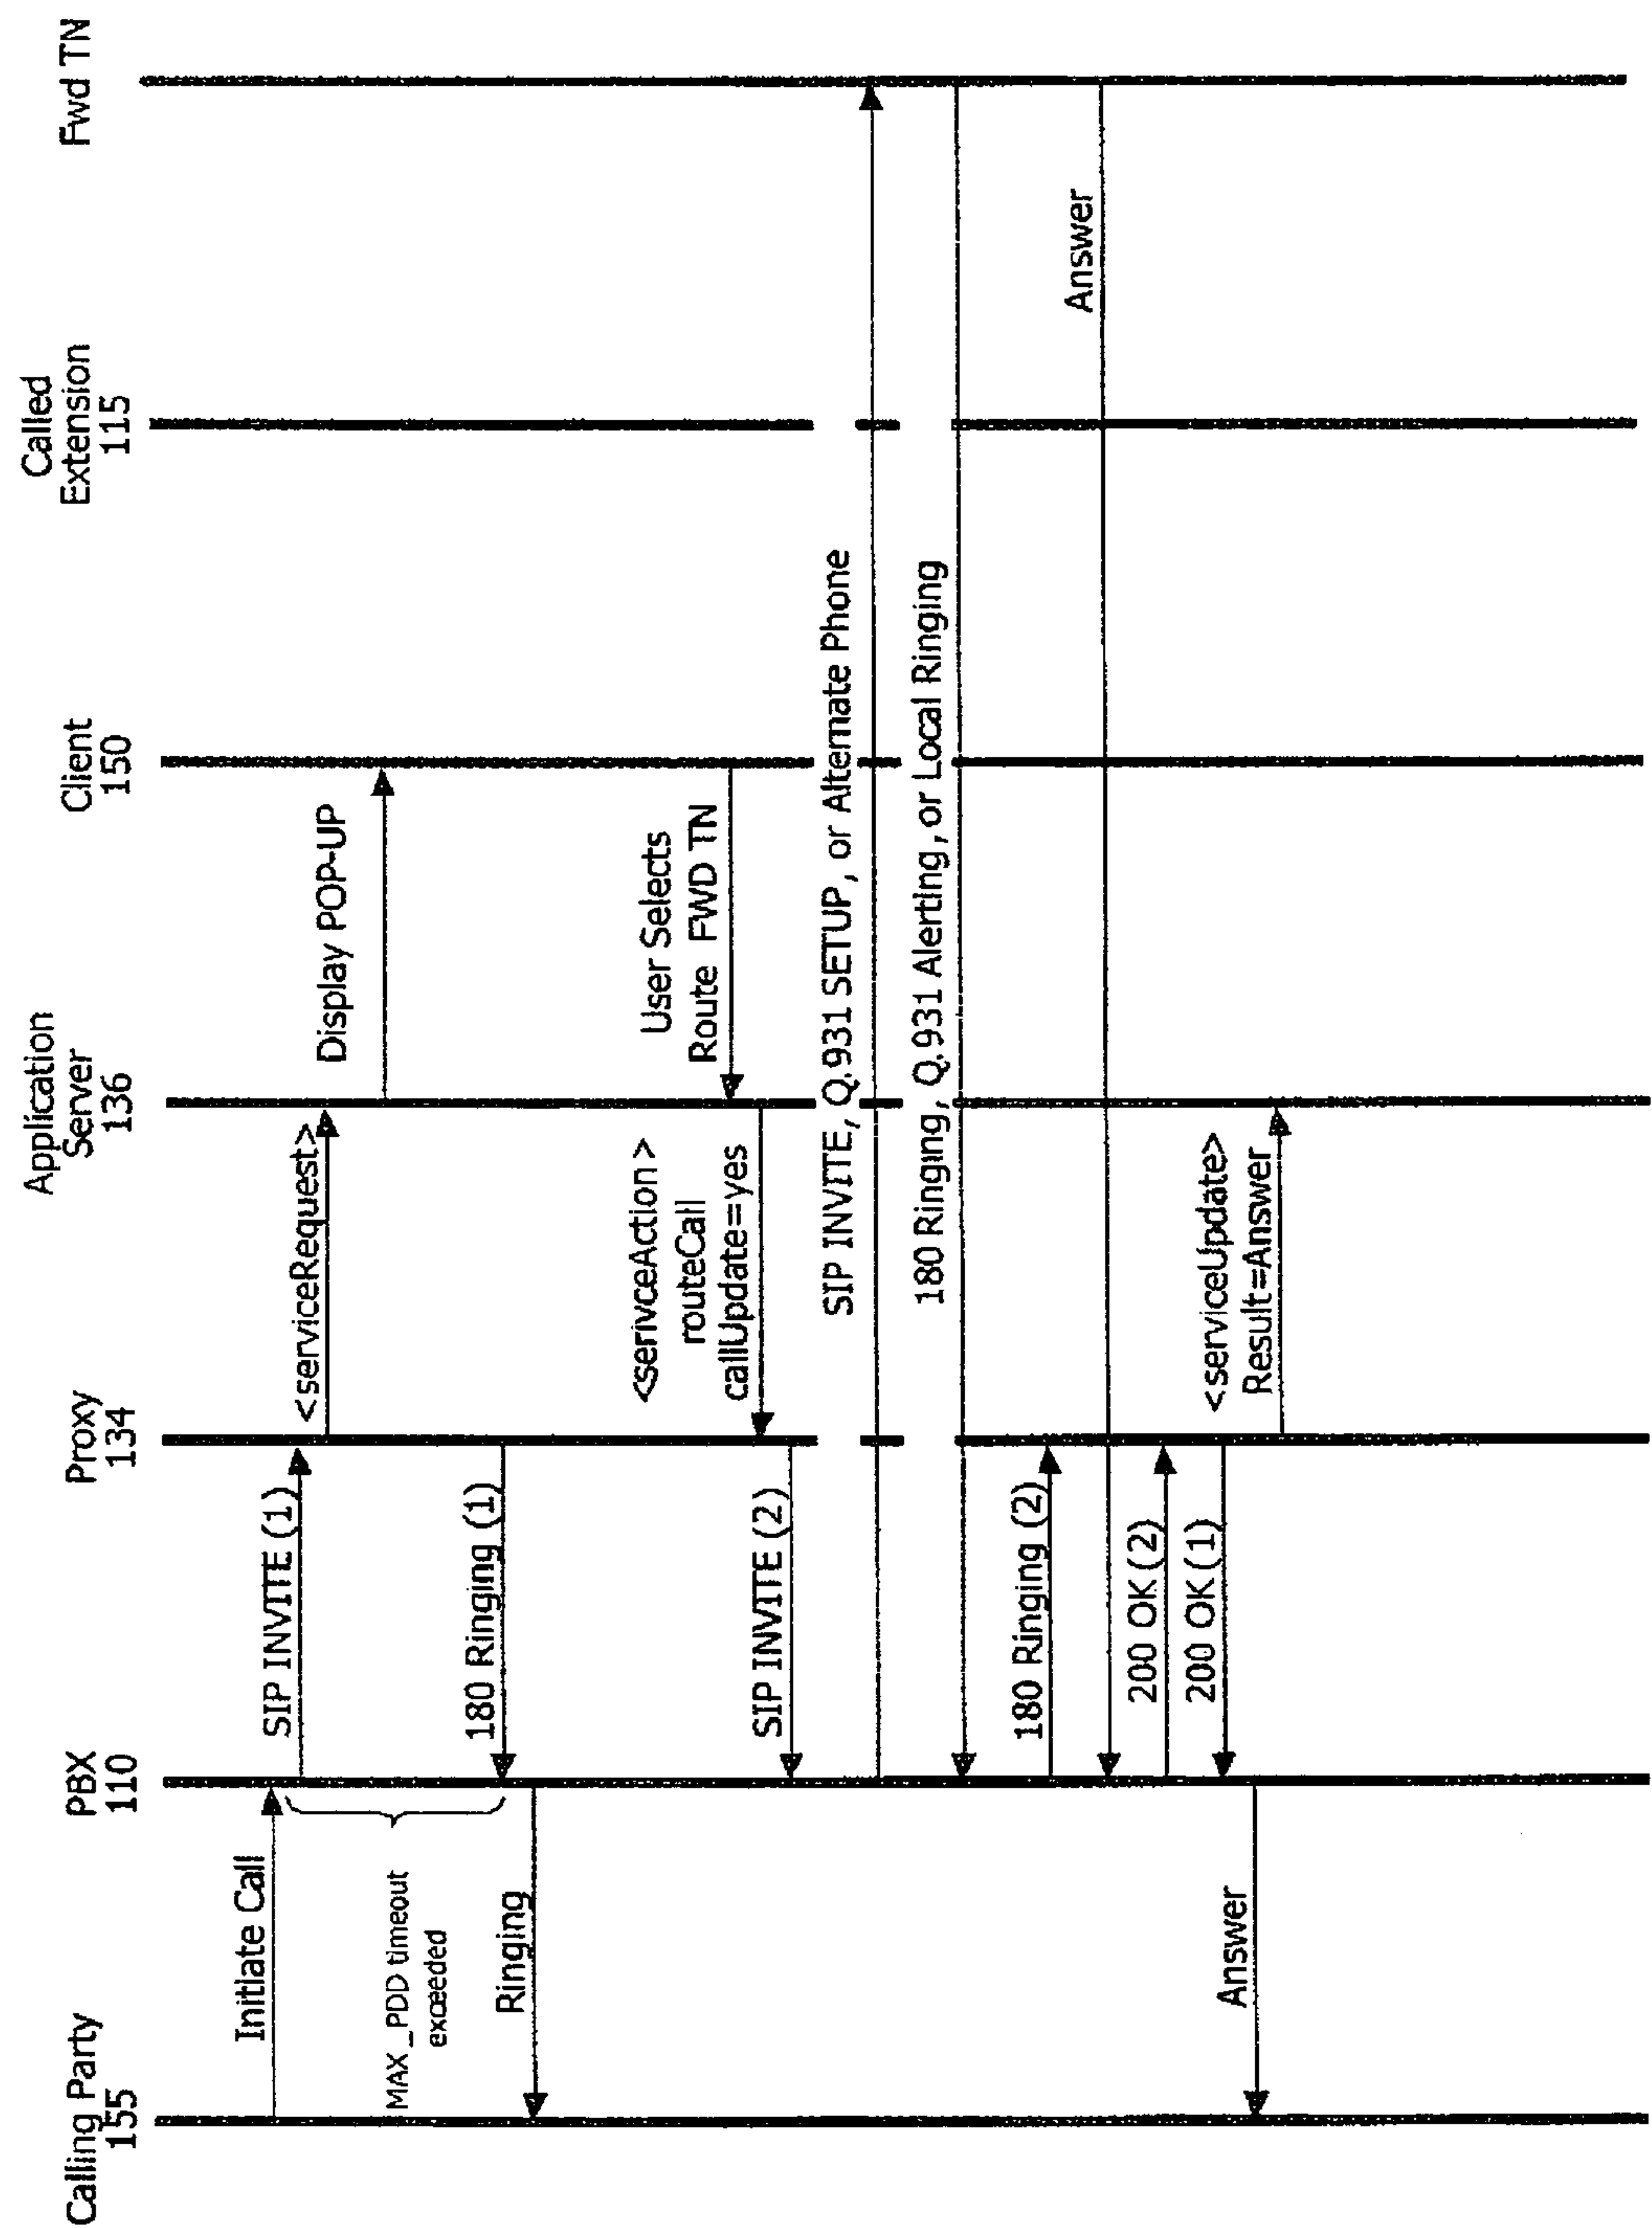 Calling Party
155
PBX
110
Proxy
134
Application
Server
136
Client
150
Called
Extension
115
Fwd TN
Initiate Call
SIP INVITE (1)
<serviceRequest>
Display POP-UP
MAX_PDD timeout
exceeded
180 Ringing (1)
Ringing
User Selects
Route FWD TN
<serivceAction>
routeCall
callUpdate=yes
SIP INVITE (2)
SIP INVITE, Q.931 SETUP, or Alternate Phone
180 Ringing, Q.931 Alerting, or Local Ringing
180 Ringing (2)
Answer
200 OK (2)
200 OK (1)
Answer
<serviceUpdate>
Result=Answer